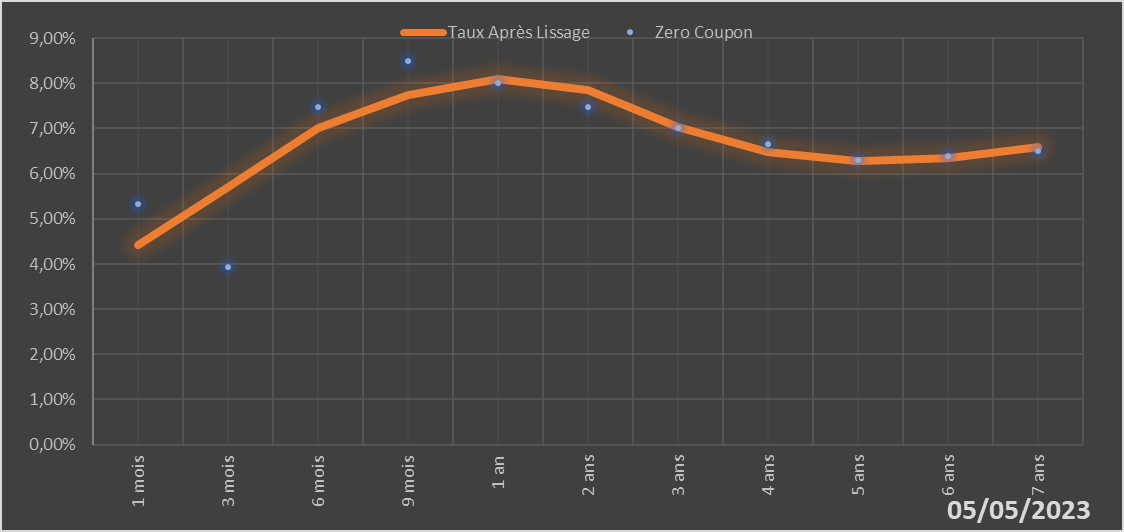 Taux Après Lissage
Zero Coupon
9,00%
8,00%
7,00%
6,00%
5,00%
4,00%
3,00%
2,00%
1,00%
0,00%
1 mois
3 mois
6 mois
9 mois
1 an
2 ans
3 ans
4 ans
5 ans
6 ans
7 ans
05/05/2023